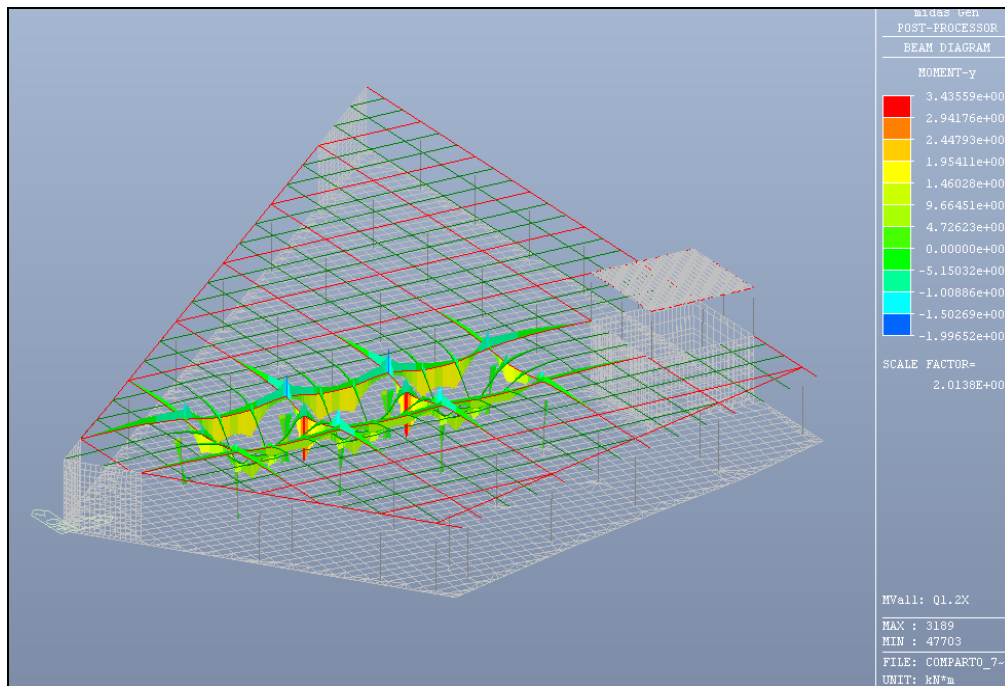 midas Gen
POST-PROCESSOR
BEAM DIAGRAM
MOMENT-y
3.43559e+00
2.94176e+00
2.44793e+00
1.95411e+00
1.46028e+00
9.66451e+00
4.72623e+00
0.00000e+00
-5.15032e+00
-1.00886e+00
-1.50269e+00
-1.99652e+00
SCALE FACTOR=
2.0138E+00
MVall: Q1.2X
MAX : 3189
MIN : 47703
FILE: COMPARTO_7~
UNIT: kN*m